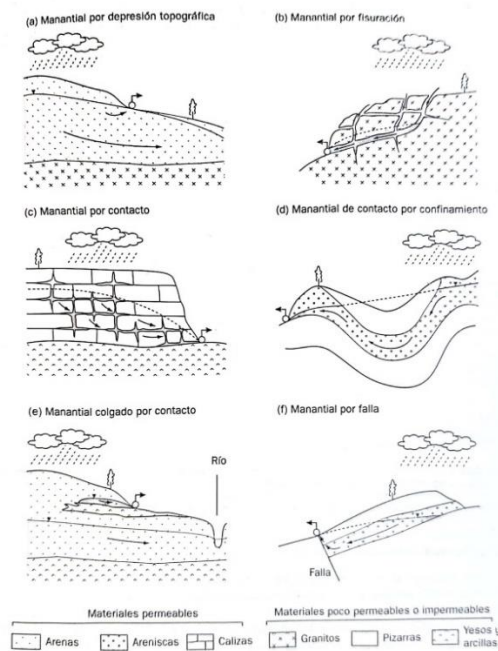 (a) Manantial por depresión topográfica
(b) Manantial por fisuración
(c) Manantial por contacto
(d) Manantial de contacto por confinamiento
(e) Manantial colgado por contacto
(f) Manantial por falla
Río
Falla
Materiales permeables
Materiales poco permeables o impermeables
Arenas
Areniscas
Calizas
Granitos
Pizarras
Yesos y
arcillas